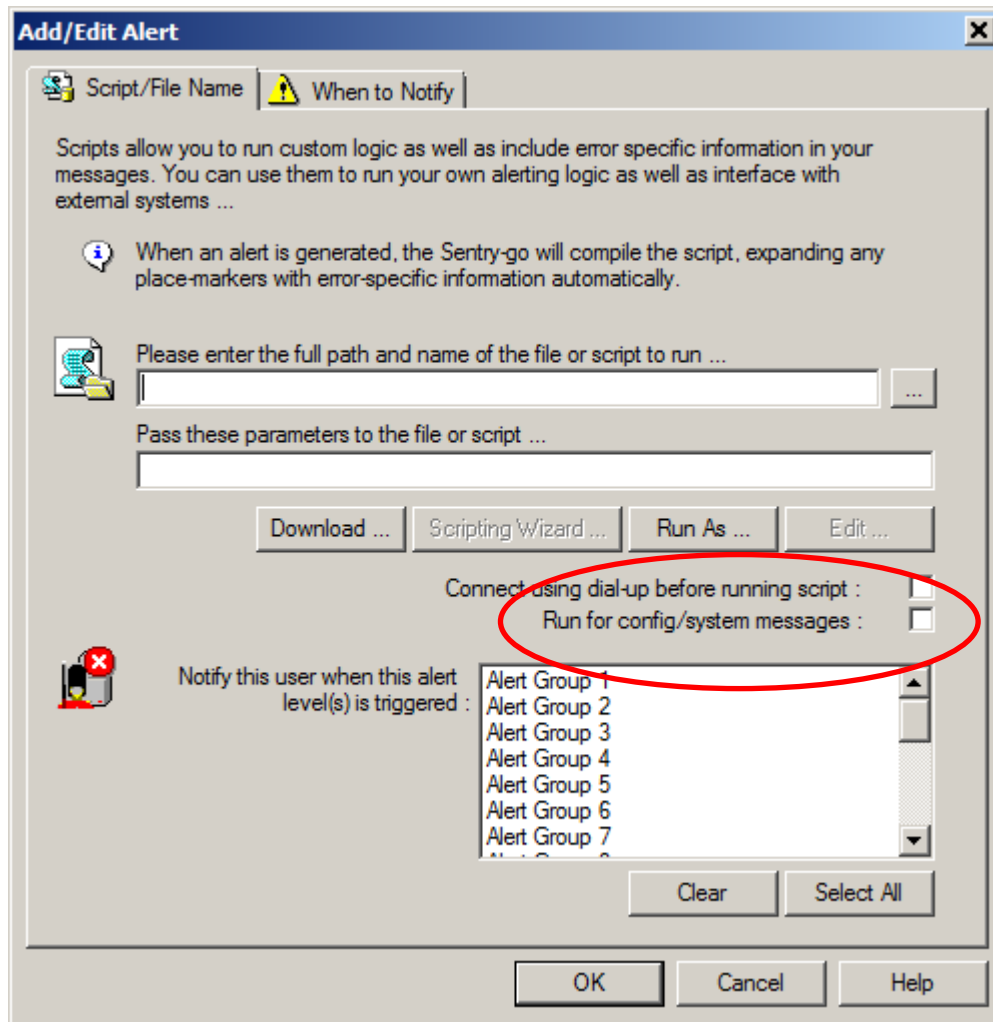 Add/Edit Alert
Script/File Name
When to Notify
Scripts allow you to run custom logic as well as include error specific information in your
messages. You can use them to run your own alerting logic as well as interface with
external systems ...
When an alert is generated, the Sentry-go will compile the script, expanding any
place-markers with error-specific information automatically.
Please enter the full path and name of the file or script to run ...
...
Pass these parameters to the file or script ...
Download ...
Scripting Wizard ...
Run As ...
Edit ...
Connect using dial-up before running script :
Run for config/system messages :
Notify this user when this alert
level(s) is triggered :
Alert Group 1
Alert Group 2
Alert Group 3
Alert Group 4
Alert Group 5
Alert Group 6
Alert Group 7
Clear
Select All
OK
Cancel
Help